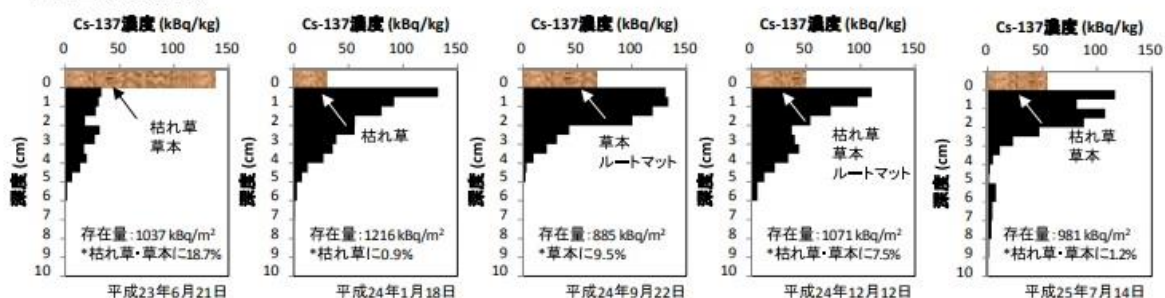 Cs-137濃度 (kBq/kg)
0 50 100 150
深度 (cm)
0
1
2
3
4
5
6
7
8
9
10
枯れ草
草本
存在量:1037 kBq/m²
*枯れ草・草本に18.7%
平成23年6月21日
Cs-137濃度 (kBq/kg)
0 50 100 150
深度 (cm)
0
1
2
3
4
5
6
7
8
9
10
枯れ草
存在量:1216 kBq/m²
*枯れ草に0.9%
平成24年1月18日
Cs-137濃度 (kBq/kg)
0 50 100 150
深度 (cm)
0
1
2
3
4
5
6
7
8
9
10
草本
ルートマット
存在量:885 kBq/m²
*草本に9.5%
平成24年9月22日
Cs-137濃度 (kBq/kg)
0 50 100 150
深度 (cm)
0
1
2
3
4
5
6
7
8
9
10
枯れ草
草本
ルートマット
存在量:1071 kBq/m²
*枯れ草・草本に7.5%
平成24年12月12日
Cs-137濃度 (kBq/kg)
0 50 100 150
深度 (cm)
0
1
2
3
4
5
6
7
8
9
10
枯れ草
草本
存在量:981 kBq/m²
*枯れ草・草本に1.2%
平成25年7月14日